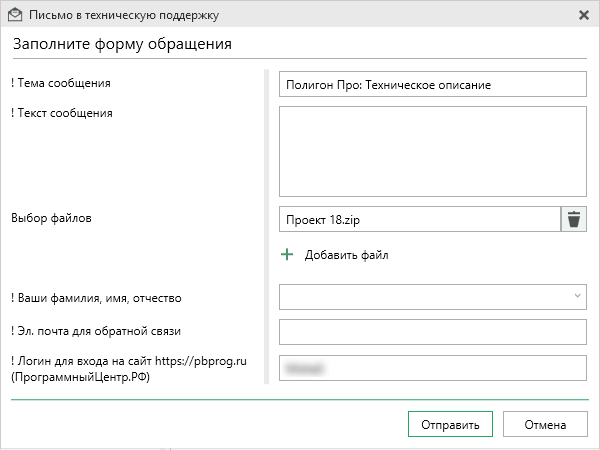 Письмо в техническую поддержку
Заполните форму обращения
! Тема сообщения
Полигон Про: Техническое описание
! Текст сообщения
Выбор файлов
Проект 18.zip
Добавить файл
! Ваши фамилия, имя, отчество
! Эл. почта для обратной связи
! Логин для входа на сайт https://pbprog.ru
(ПрограммныйЦентр.РФ)
Отправить
Отмена